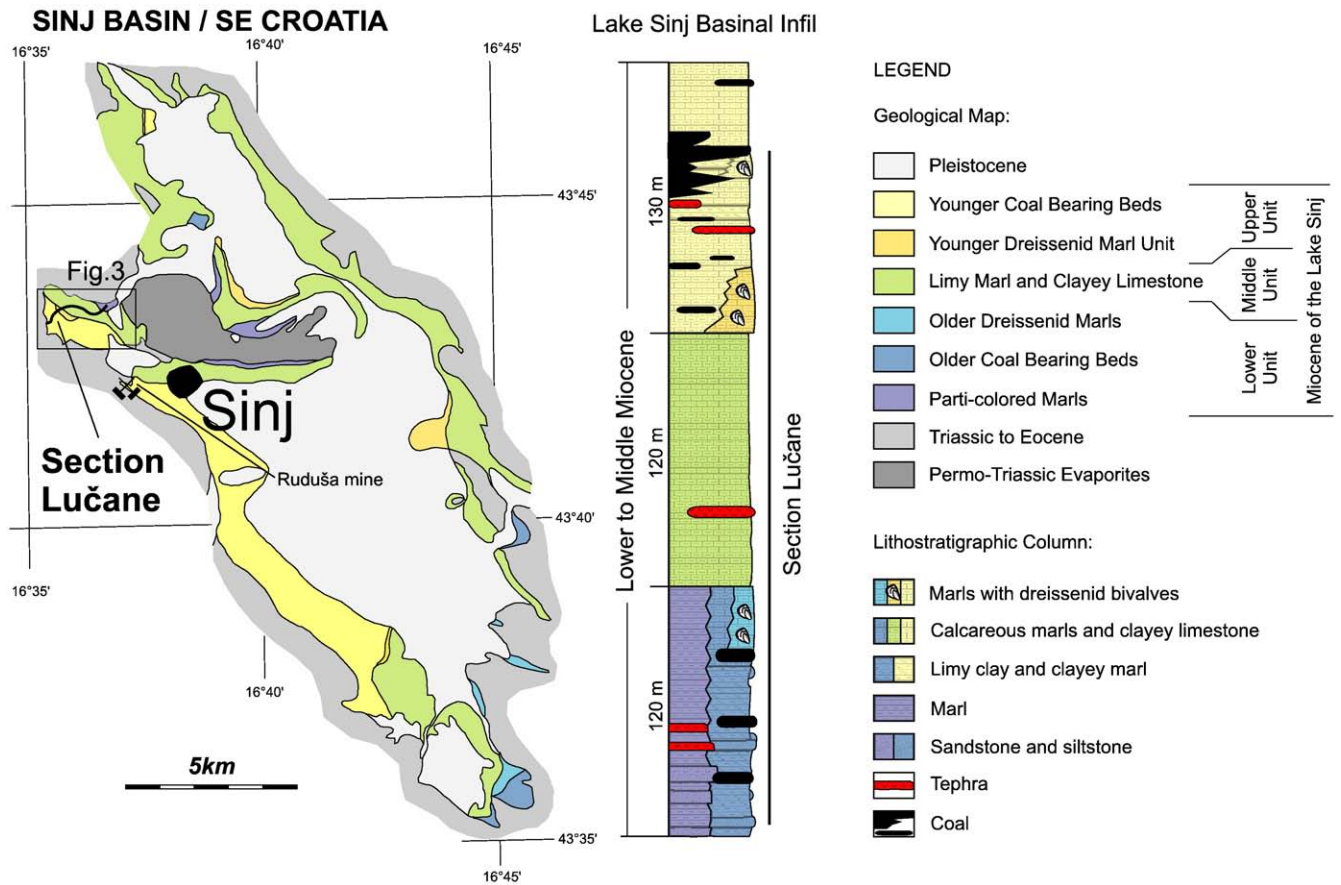 SINJ BASIN / SE CROATIA
16°35'
16°40'
16°45'
43°45'
Fig.3
Sinj
Section
Lučane
Ruduša mine
43°40'
16°35'
16°40'
5km
43°35'
16°45'
Lake Sinj Basinal Infil
Lower to Middle Miocene
130 m
120 m
120 m
Section Lučane
LEGEND
Geological Map:
Pleistocene
Younger Coal Bearing Beds
Younger Dreissenid Marl Unit
Limy Marl and Clayey Limestone
Older Dreissenid Marls
Older Coal Bearing Beds
Parti-colored Marls
Triassic to Eocene
Permo-Triassic Evaporites
Upper
Unit
Middle
Unit
Lower
Unit
Miocene of the Lake Sinj
Lithostratigraphic Column:
Marls with dreissenid bivalves
Calcareous marls and clayey limestone
Limy clay and clayey marl
Marl
Sandstone and siltstone
Tephra
Coal